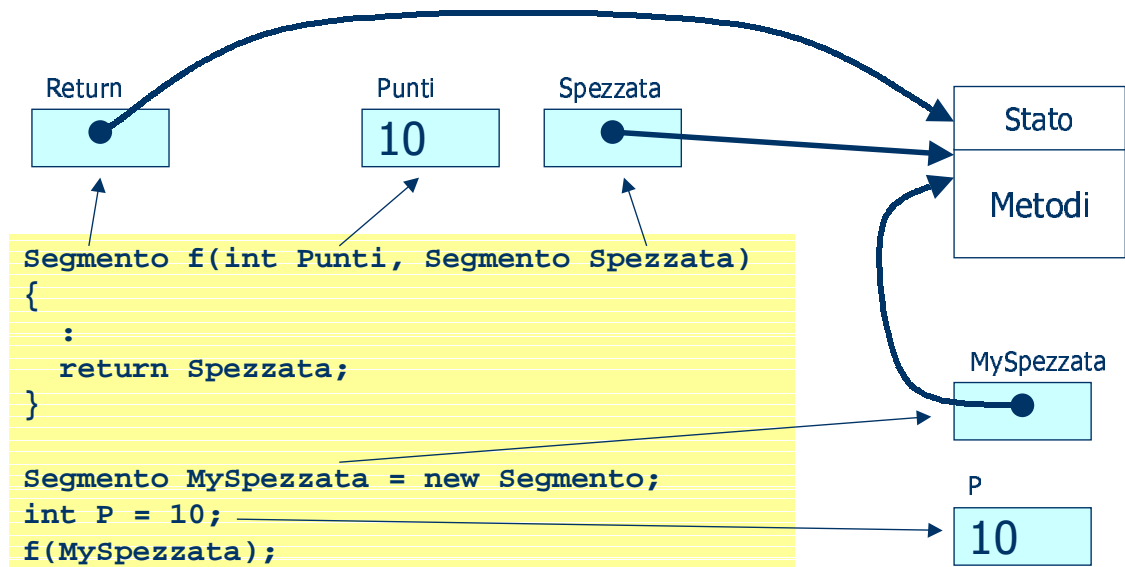 Return
Punti
Spezzata
10
Stato
Metodi
Segmento f(int Punti, Segmento Spezzata)
{
:
return Spezzata;
}
MySpezzata
Segmento MySpezzata = new Segmento;
P
int P = 10;
10
f(MySpezzata);